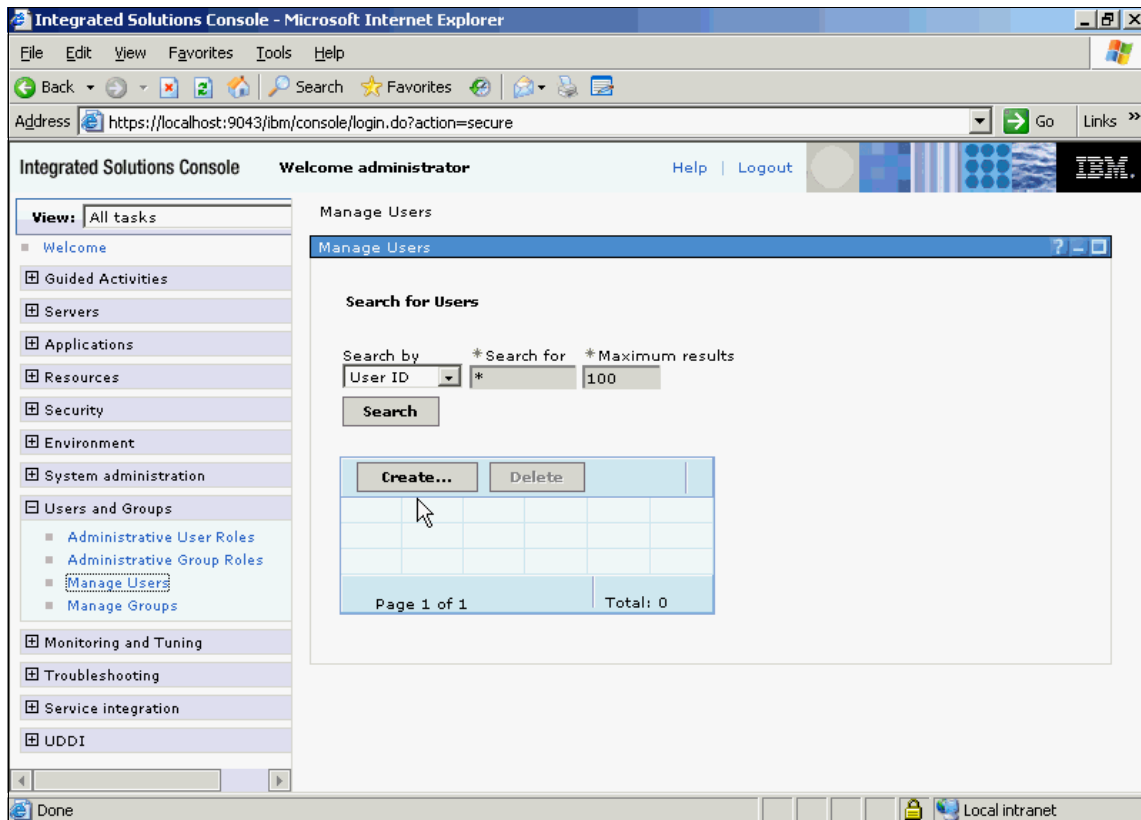 Integrated Solutions Console - Microsoft Internet Explorer
File Edit View Favorites Tools Help
Back Search Favorites
Address https://localhost:9043/ibm/console/login.do?action=secure Go Links »
Integrated Solutions Console Welcome administrator Help | Logout IBM.
View: All tasks
Welcome
Guided Activities
Servers
Applications
Resources
Security
Environment
System administration
Users and Groups
Administrative User Roles
Administrative Group Roles
Manage Users
Manage Groups
Monitoring and Tuning
Troubleshooting
Service integration
UDDI
Manage Users
Manage Users ?
Search for Users
Search by *Search for *Maximum results
User ID * 100
Search
Create... Delete
Page 1 of 1 Total: 0
Done Local intranet